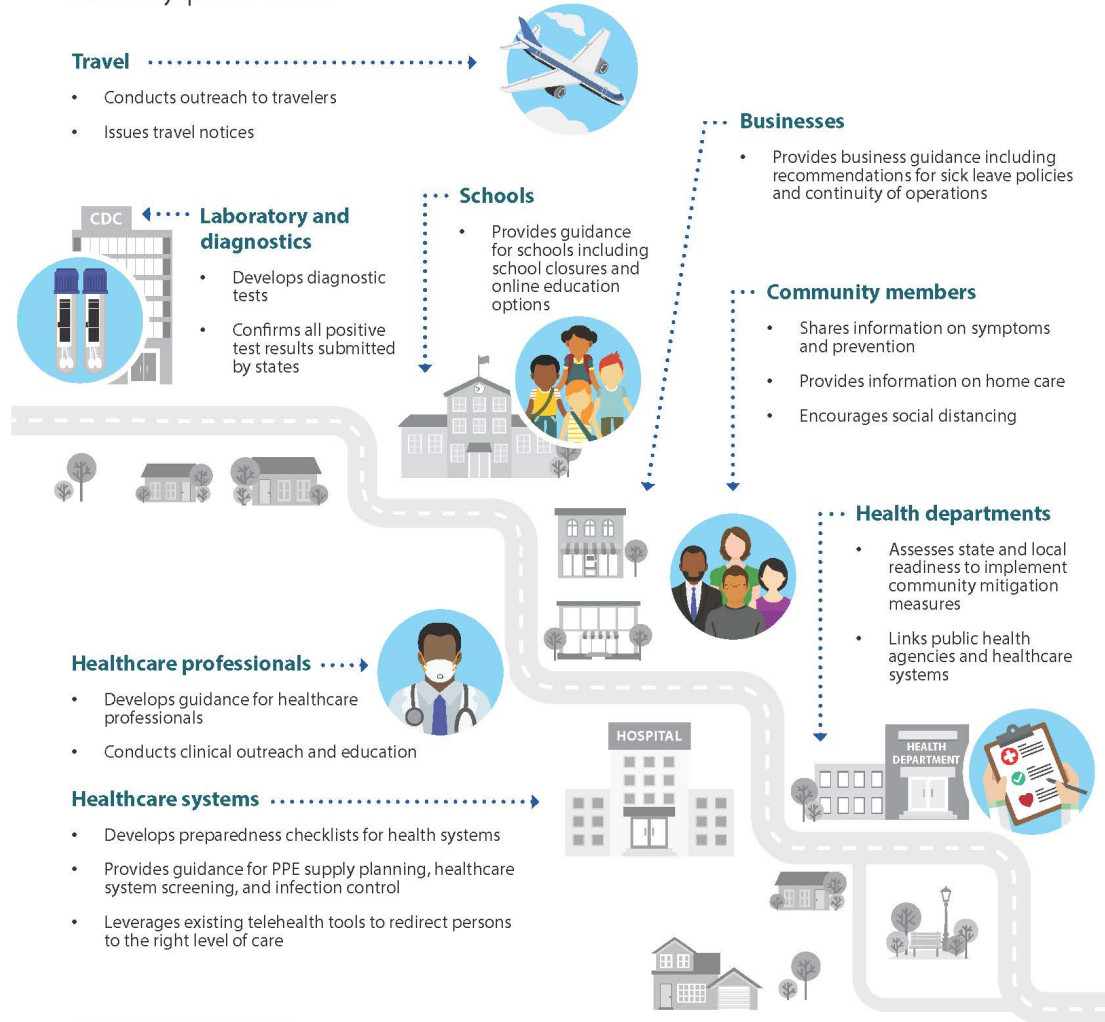 Travel
• Conducts outreach to travelers
• Issues travel notices
Businesses
• Provides business guidance including
recommendations for sick leave policies
and continuity of operations
CDC
Laboratory and
diagnostics
• Develops diagnostic
tests
• Confirms all positive
test results submitted
by states
Schools
• Provides guidance
for schools including
school closures and
online education
options
Community members
• Shares information on symptoms
and prevention
• Provides information on home care
• Encourages social distancing
Health departments
• Assesses state and local
readiness to implement
community mitigation
measures
• Links public health
agencies and healthcare
systems
Healthcare professionals
• Develops guidance for healthcare
professionals
• Conducts clinical outreach and education
HOSPITAL
HEALTH
DEPARTMENT
Healthcare systems
• Develops preparedness checklists for health systems
• Provides guidance for PPE supply planning, healthcare
system screening, and infection control
• Leverages existing telehealth tools to redirect persons
to the right level of care